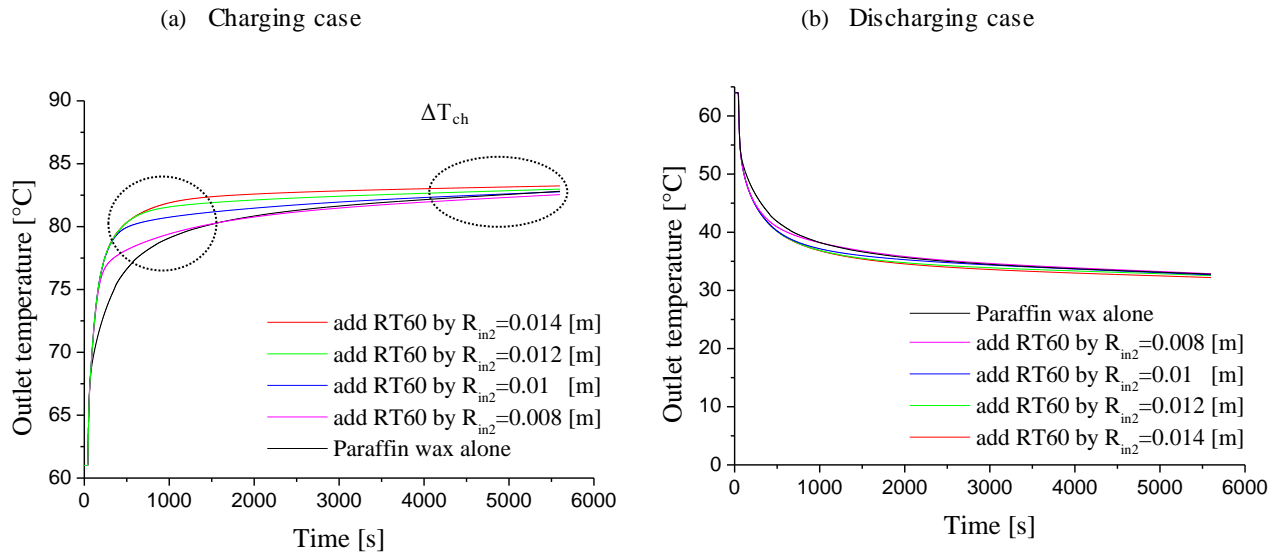 (a) Charging case
90
85
80
75
70
65
60
Outlet temperature [°C]
ΔT_ch
add RT60 by R_in2=0.014 [m]
add RT60 by R_in2=0.012 [m]
add RT60 by R_in2=0.01 [m]
add RT60 by R_in2=0.008 [m]
Paraffin wax alone
0 1000 2000 3000 4000 5000 6000
Time [s]
(b) Discharging case
60
50
40
30
20
10
0
Outlet temperature [°C]
Paraffin wax alone
add RT60 by R_in2=0.008 [m]
add RT60 by R_in2=0.01 [m]
add RT60 by R_in2=0.012 [m]
add RT60 by R_in2=0.014 [m]
0 1000 2000 3000 4000 5000 6000
Time [s]